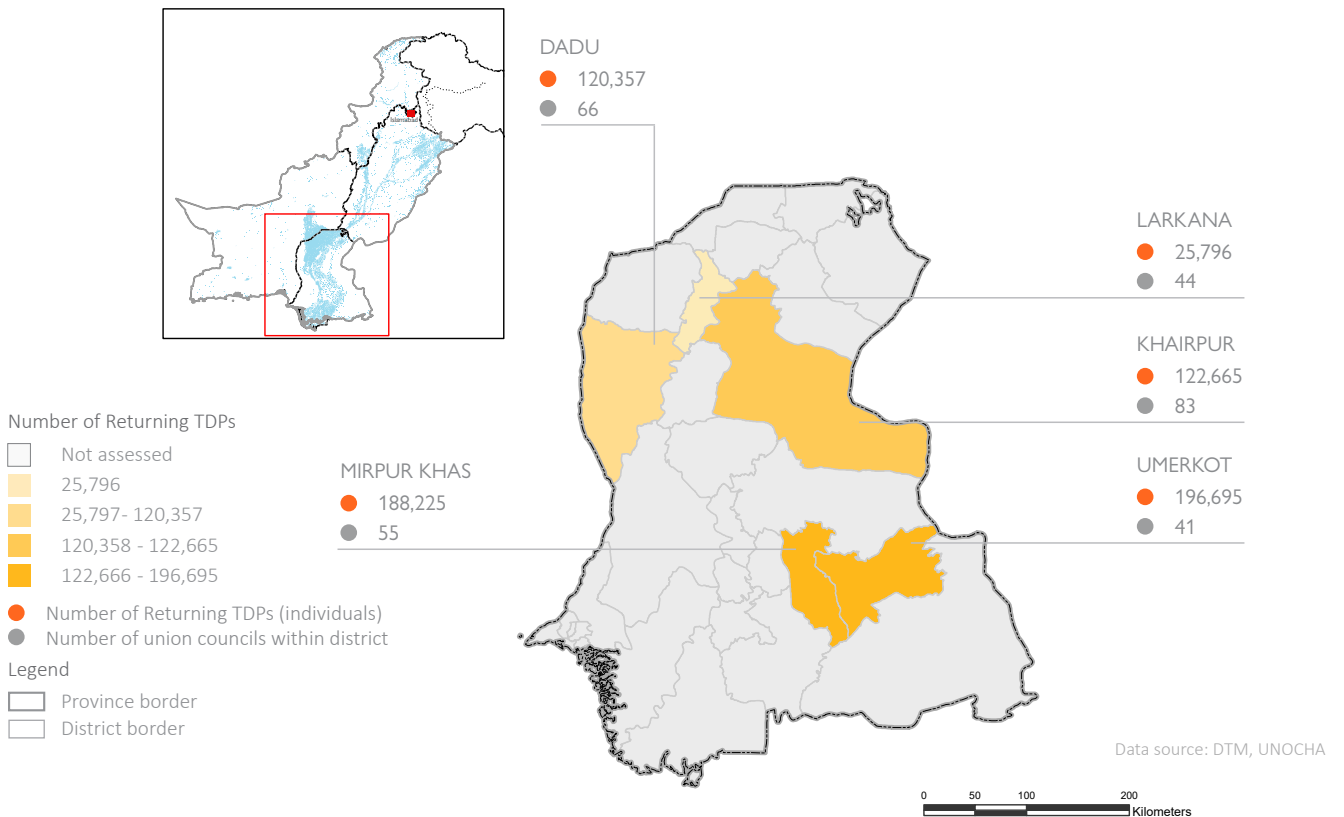 Islamabad
DADU
120,357
66
LARKANA
25,796
44
KHAIRPUR
122,665
83
UMERKOT
196,695
41
MIRPUR KHAS
188,225
55
Number of Returning TDPs
Not assessed
25,796
25,797- 120,357
120,358 - 122,665
122,666 - 196,695
Number of Returning TDPs (individuals)
Number of union councils within district
Legend
Province border
District border
Data source: DTM, UNOCHA
0 50 100 200
Kilometers